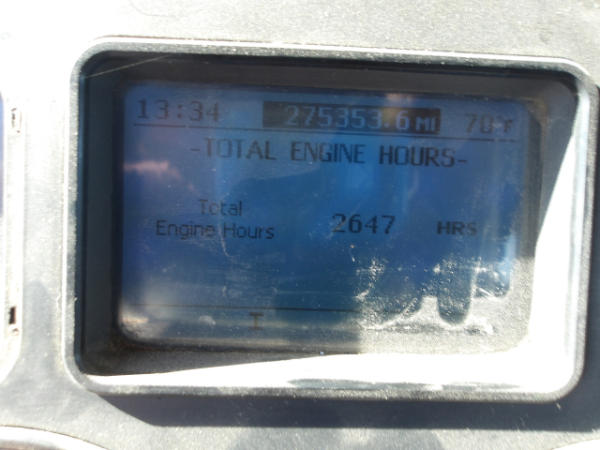 13:34 275353.6 MI 70°F
-TOTAL ENGINE HOURS-
Total
Engine Hours 2647 HRS